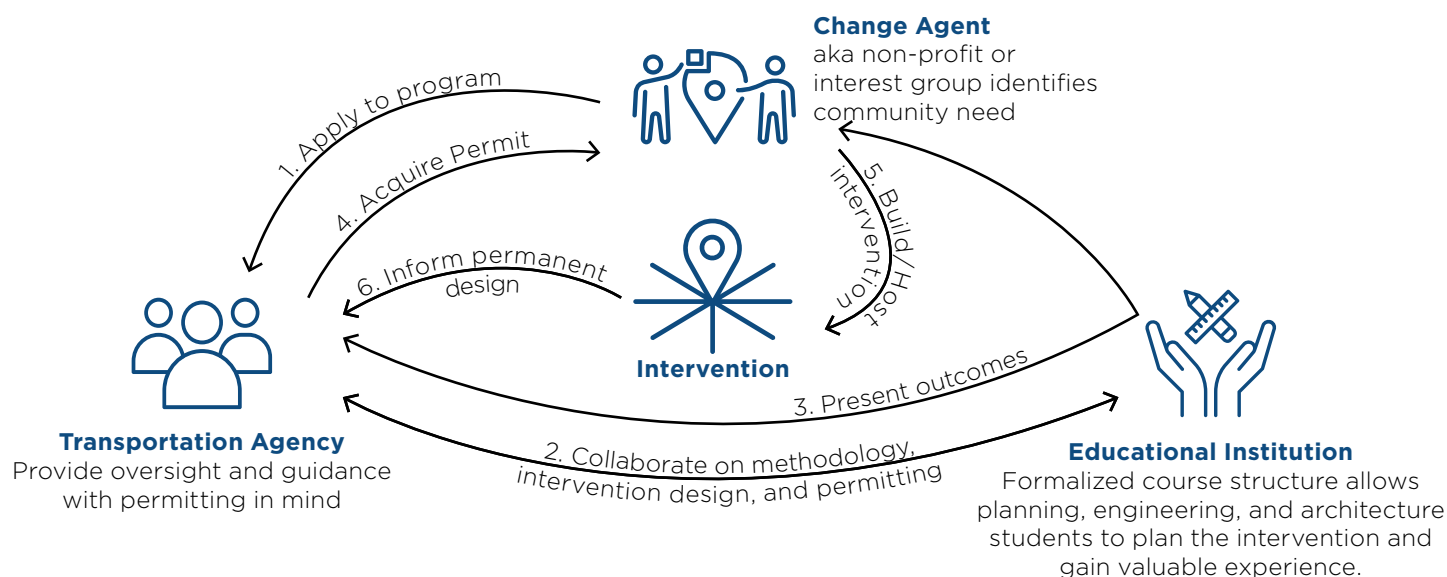 Change Agent
aka non-profit or
interest group identifies
community need
1. Apply to program
4. Acquire Permit
5. Build/Host
intervention
6. Inform permanent
design
Intervention
3. Present outcomes
2. Collaborate on methodology,
intervention design, and permitting
Transportation Agency
Provide oversight and guidance
with permitting in mind
Educational Institution
Formalized course structure allows
planning, engineering, and architecture
students to plan the intervention and
gain valuable experience.